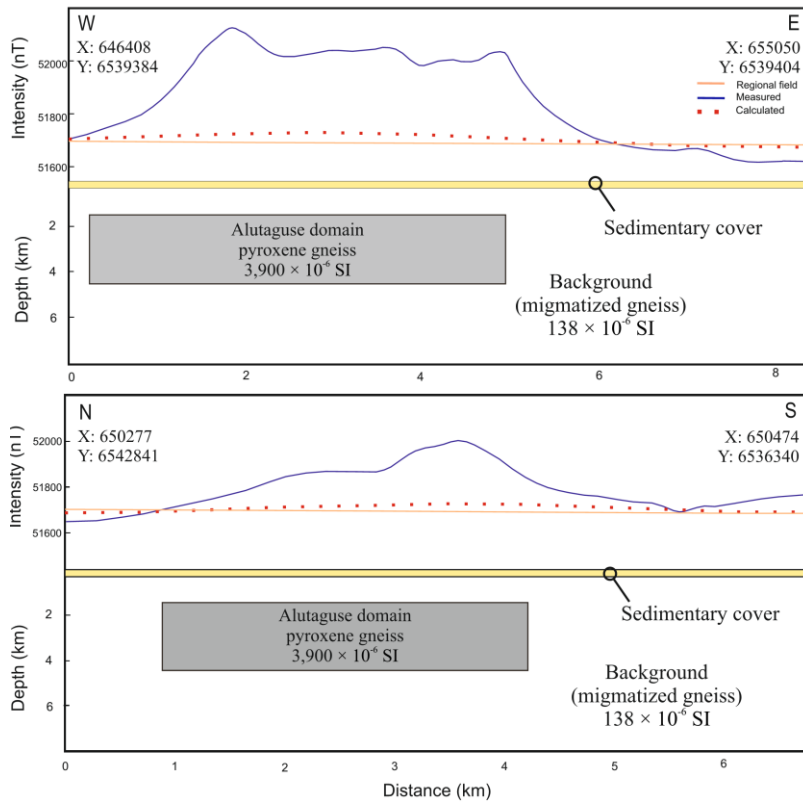 W
E
X: 646408
Y: 6539384
X: 655050
Y: 6539404
Regional field
Measured
Calculated
Intensity (nT)
52000
51800
51600
Sedimentary cover
Alutaguse domain
pyroxene gneiss
3,900 × 10⁻⁶ SI
Background
(migmatized gneiss)
138 × 10⁻⁶ SI
Depth (km)
2
4
6
0
2
4
6
8
N
S
X: 650277
Y: 6542841
X: 650474
Y: 6536340
Intensity (n I )
52000
51800
51600
Sedimentary cover
Alutaguse domain
pyroxene gneiss
3,900 × 10⁻⁶ SI
Background
(migmatized gneiss)
138 × 10⁻⁶ SI
Depth (km)
2
4
6
0
1
2
3
4
5
6
Distance (km)